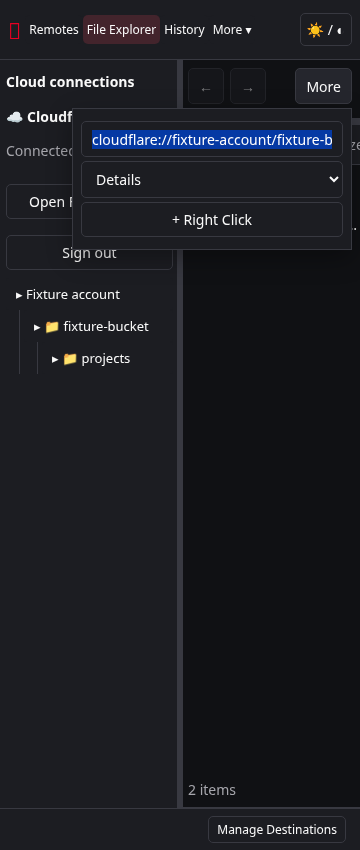 Remotes File Explorer History More ▾ ☀️ / 
Cloud connections
← → More
☁️ Cloudf
cloudflare://fixture-account/fixture-b
Connected
ze
Details
Open F
+ Right Click
Sign out
▸ Fixture account
▸ 📁 fixture-bucket
▸ 📁 projects
2 items
Manage Destinations